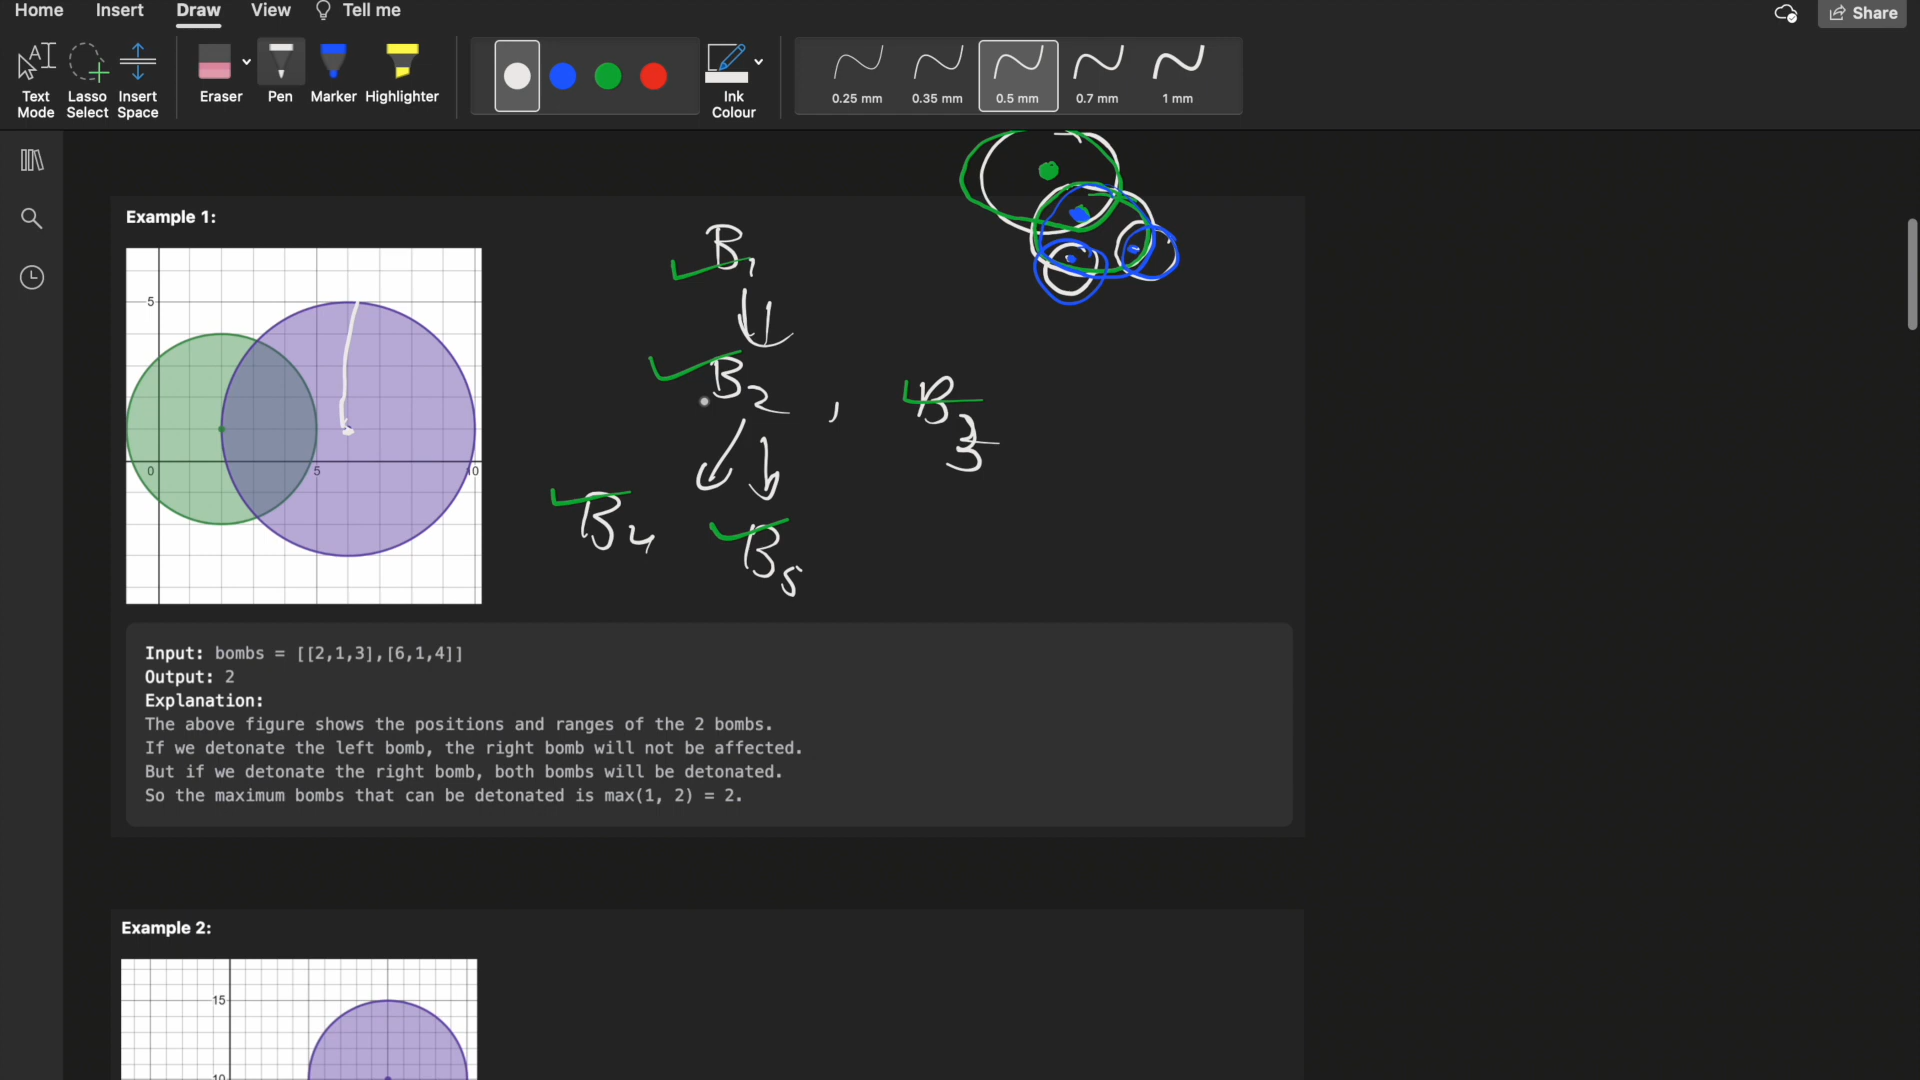 Home Insert Draw View Tell me Share
Text Mode
Lasso Select
Insert Space
Eraser
Pen
Marker
Highlighter
Ink Colour
0.25 mm
0.35 mm
0.5 mm
0.7 mm
1 mm
Example 1:
5
0
5
10
B1
B2 , B3
B4 B5
Input: bombs = [[2,1,3],[6,1,4]]
Output: 2
Explanation:
The above figure shows the positions and ranges of the 2 bombs.
If we detonate the left bomb, the right bomb will not be affected.
But if we detonate the right bomb, both bombs will be detonated.
So the maximum bombs that can be detonated is max(1, 2) = 2.
Example 2:
15
10